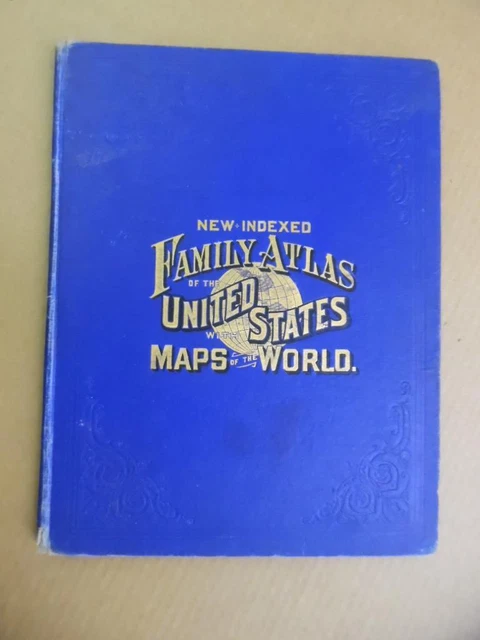 NEW·INDEXED
FAMILY ATLAS
OF THE
UNITED STATES
WITH
MAPS OF THE WORLD.